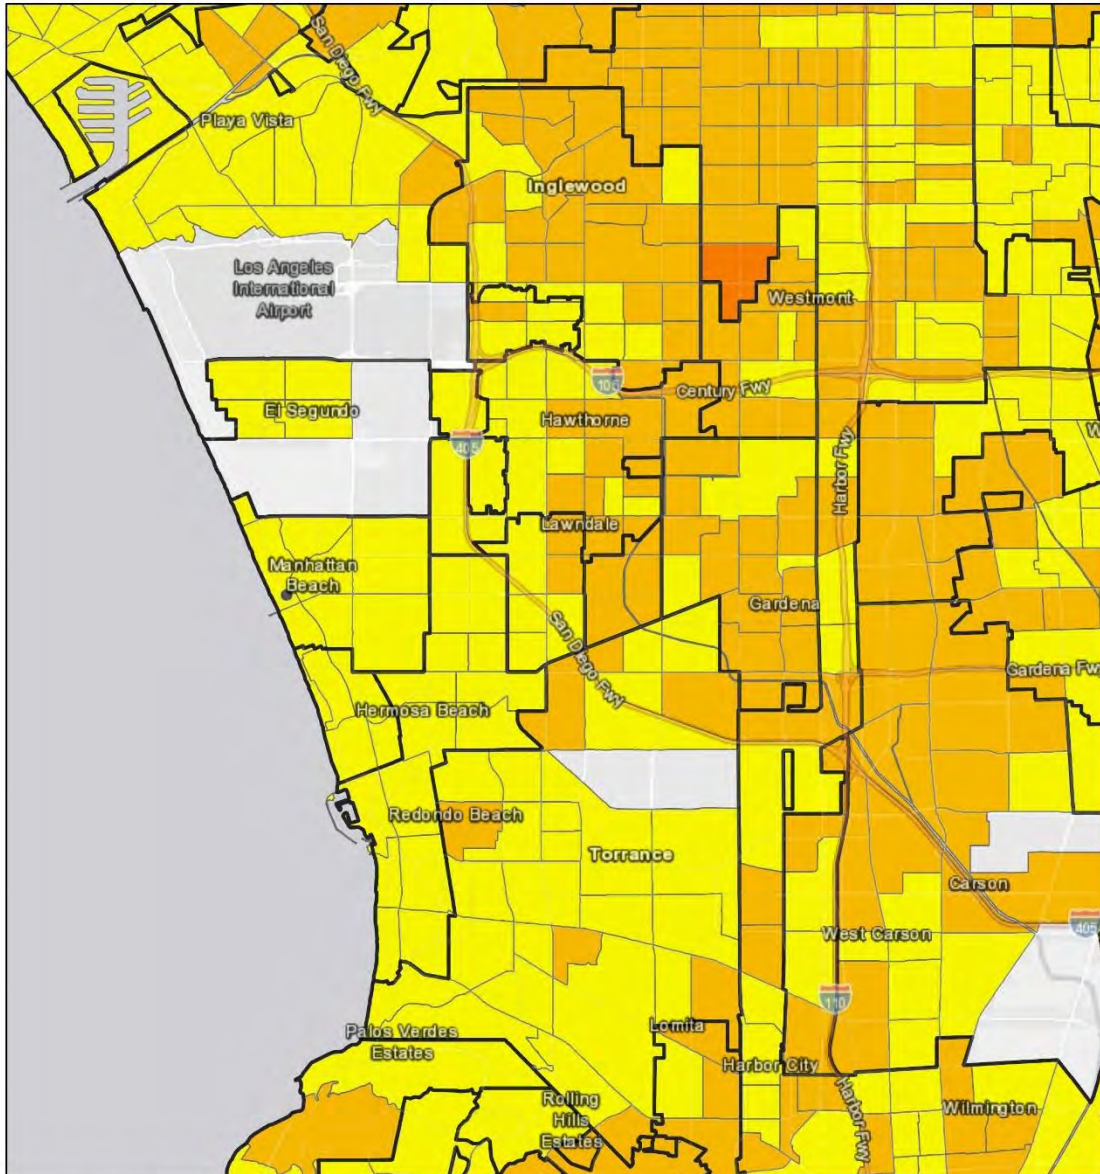 San Diego Fwy
Playa Vista
Inglewood
Los Angeles
International
Airport
Westmont
105
Century Fwy
El Segundo
Hawthorne
405
Harbor Fwy
W
Lawndale
Manhattan
Beach
Gardena
San Diego Fwy
Gardena Fwy
Hermosa Beach
Redondo Beach
Torrance
Carson
405
West Carson
110
Lomita
Palos Verdes
Estates
Harbor City
Harbor Fwy
Wilmington
Rolling
Hills
Estates